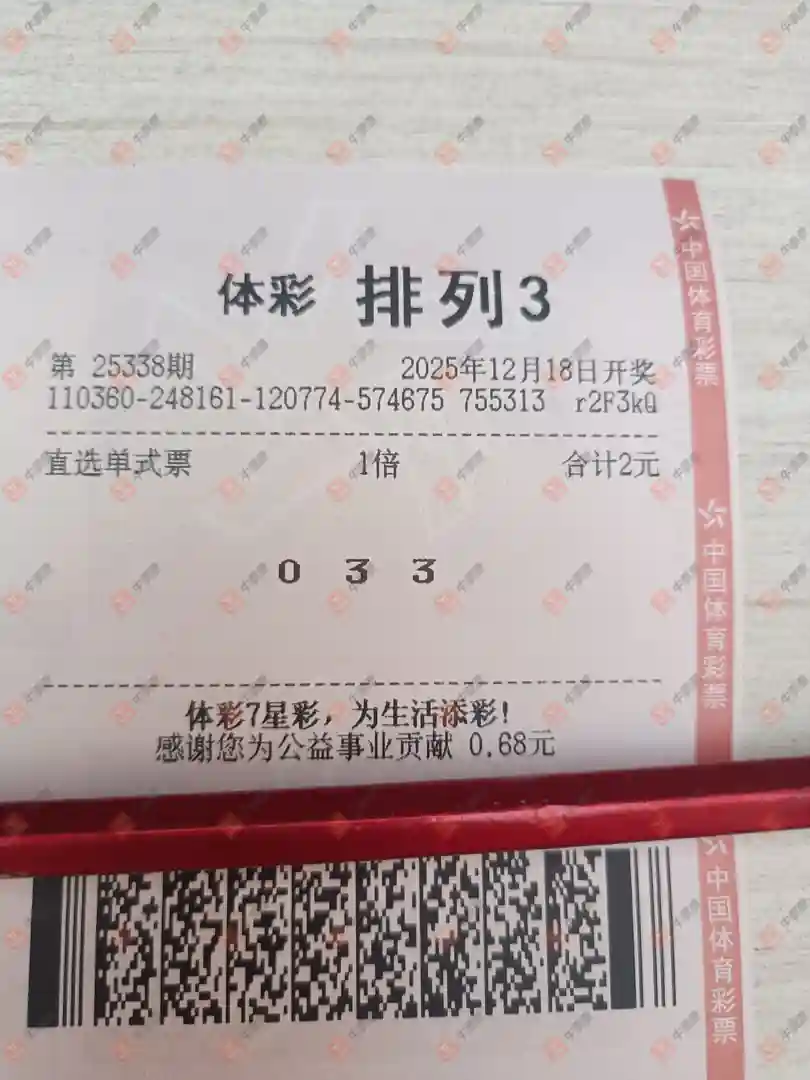 体彩 排列3
第 25338期 2025年12月18日开奖
110360-248161-120774-574675 755313 r2F3kQ
直选单式票 1倍 合计2元
0 3 3
体彩7星彩，为生活添彩！
感谢您为公益事业贡献 0.68元
中国体育彩票
中国体育彩票
中国体育彩票